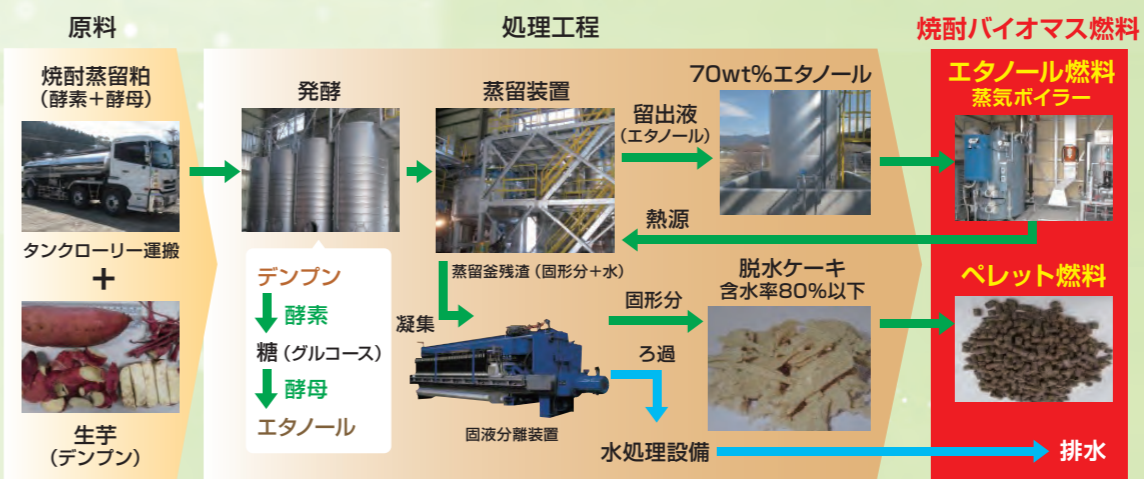 原料
処理工程
焼酎バイオマス燃料
焼酎蒸留粕
（酵素＋酵母）
タンクローリー運搬
＋
生芋
（デンプン）
発酵
デンプン
酵素
糖（グルコース）
酵母
エタノール
蒸留装置
留出液
（エタノール）
70wt%エタノール
熱源
蒸留釜残渣（固形分＋水）
凝集
固液分離装置
固形分
ろ過
脱水ケーキ
含水率80%以下
水処理設備
エタノール燃料
蒸気ボイラー
ペレット燃料
排水